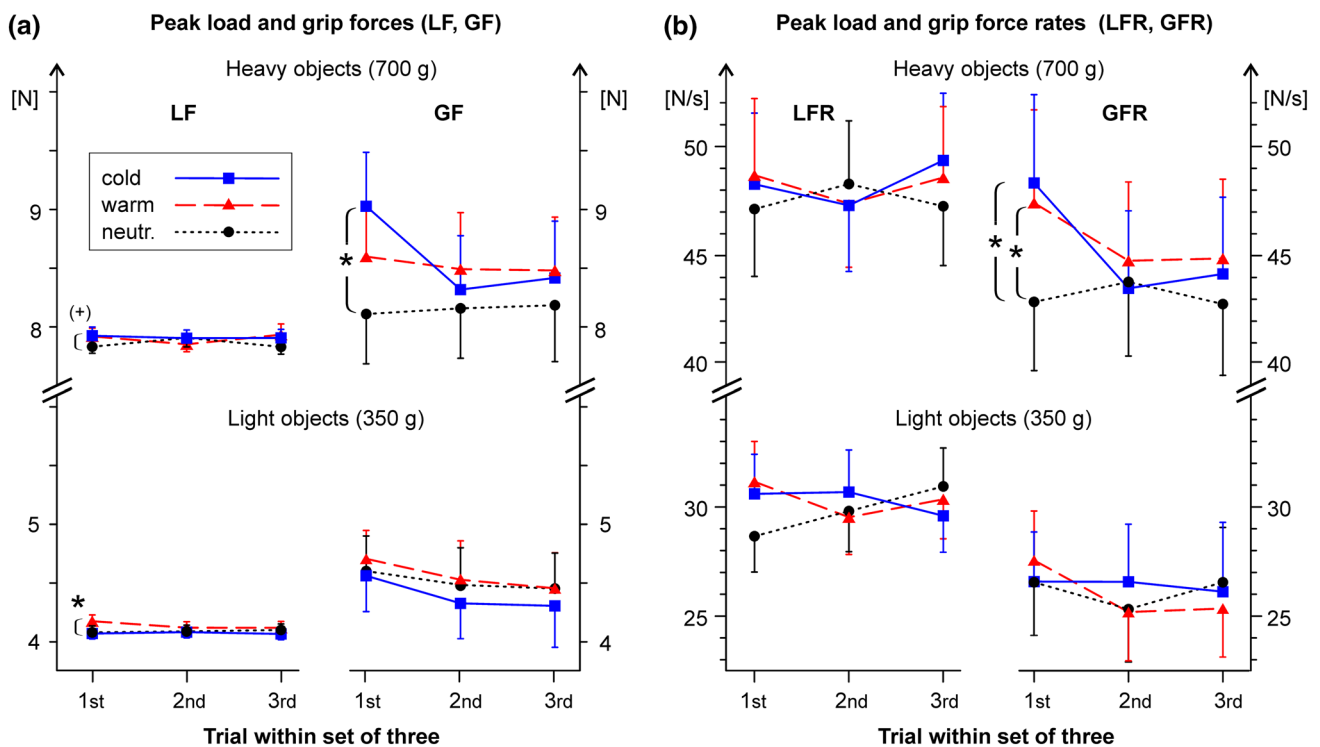 (a) Peak load and grip forces (LF, GF)
Heavy objects (700 g)
[N] [N]
LF GF
cold
warm
neutr.
9 9
*
(+)
8 8
Light objects (350 g)
5 5
*
4 4
1st 2nd 3rd 1st 2nd 3rd
Trial within set of three
(b) Peak load and grip force rates (LFR, GFR)
Heavy objects (700 g)
[N/s] [N/s]
LFR GFR
50 50
* *
45 45
40 40
Light objects (350 g)
30 30
25 25
1st 2nd 3rd 1st 2nd 3rd
Trial within set of three